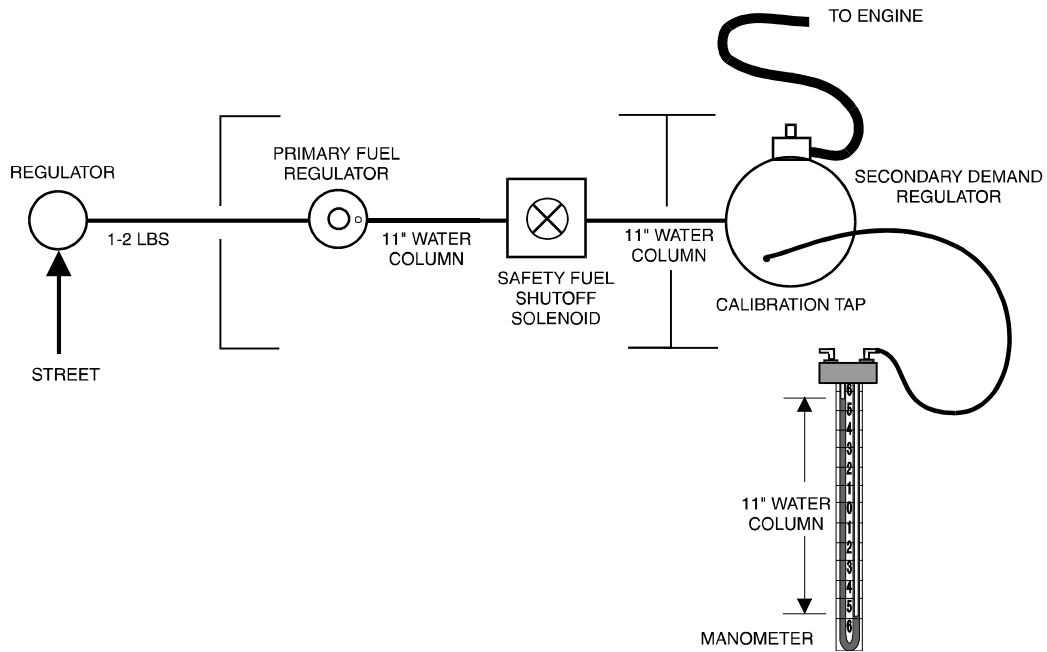 TO ENGINE
REGULATOR
PRIMARY FUEL
REGULATOR
SECONDARY DEMAND
REGULATOR
1-2 LBS
11" WATER
COLUMN
11" WATER
COLUMN
SAFETY FUEL
SHUTOFF
SOLENOID
CALIBRATION TAP
STREET
6
5
4
3
2
1
0
1
2
3
4
5
6
11" WATER
COLUMN
MANOMETER